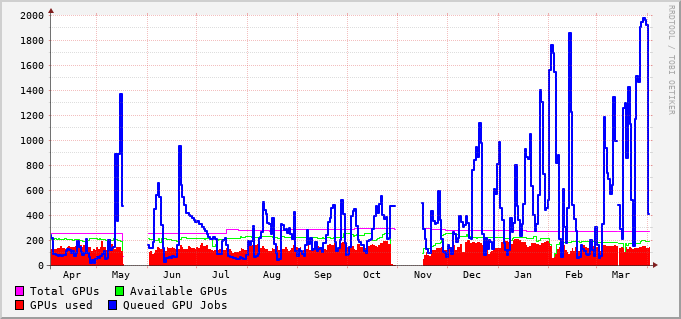 2000
1800
1600
1400
1200
1000
800
600
400
200
0
Apr May Jun Jul Aug Sep Oct Nov Dec Jan Feb Mar
Total GPUs Available GPUs
GPUs used Queued GPU Jobs
RRDTOOL / TOBI OETIKER